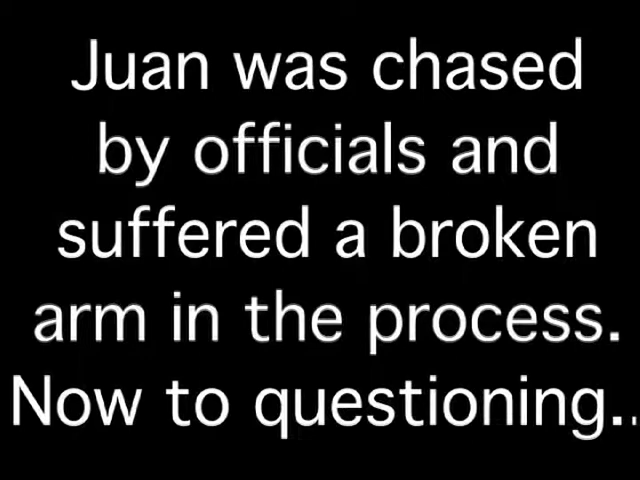 Juan was chased
by officials and
suffered a broken
arm in the process.
Now to questioning...